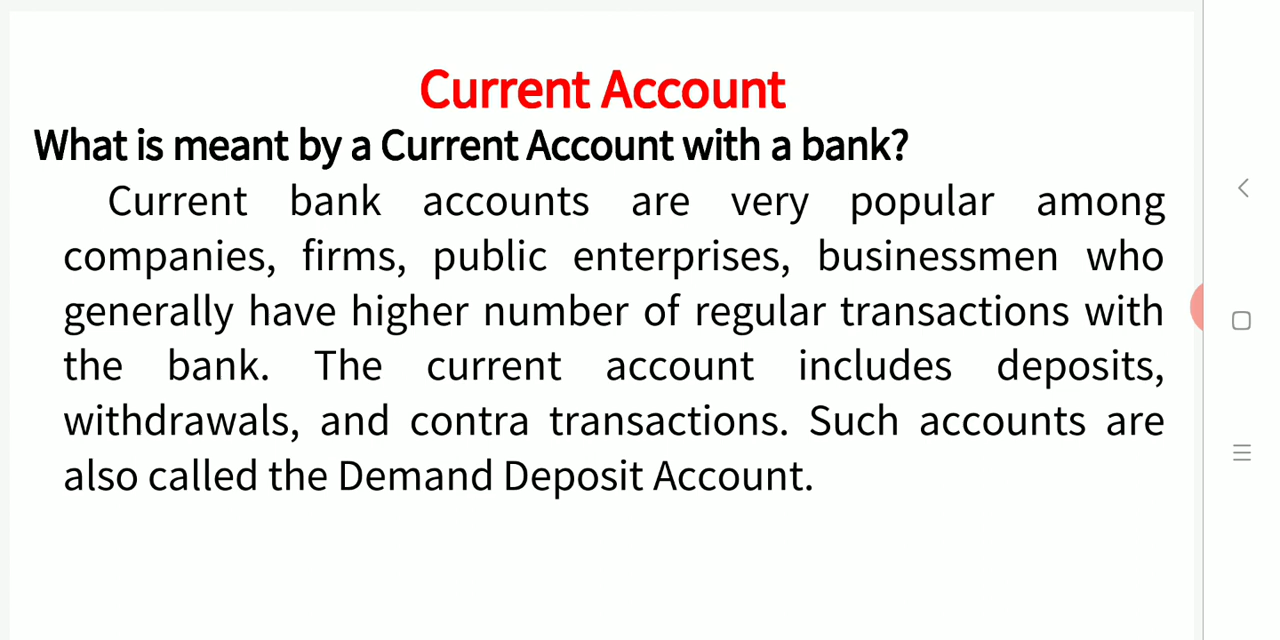 Current Account
What is meant by a Current Account with a bank?
Current bank accounts are very popular among
companies, firms, public enterprises, businessmen who
generally have higher number of regular transactions with
the bank. The current account includes deposits,
withdrawals, and contra transactions. Such accounts are
also called the Demand Deposit Account.